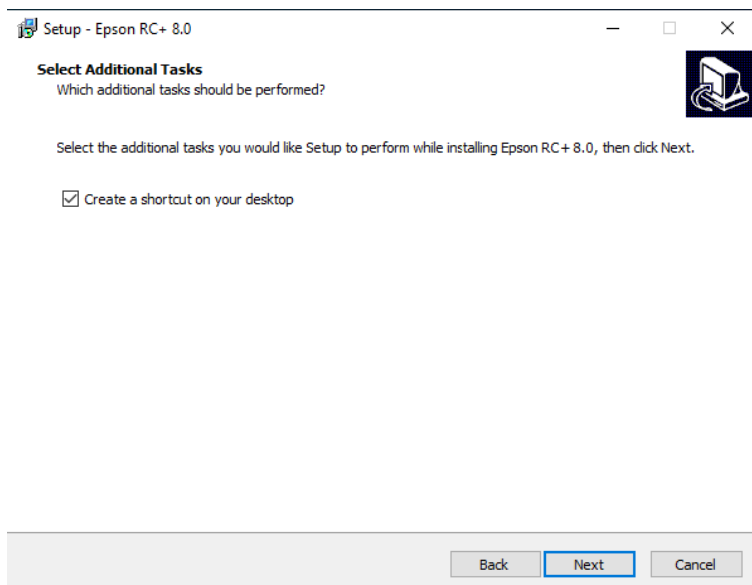 Setup - Epson RC+ 8.0
Select Additional Tasks
Which additional tasks should be performed?
Select the additional tasks you would like Setup to perform while installing Epson RC+ 8.0, then click Next.
Create a shortcut on your desktop
Back Next Cancel